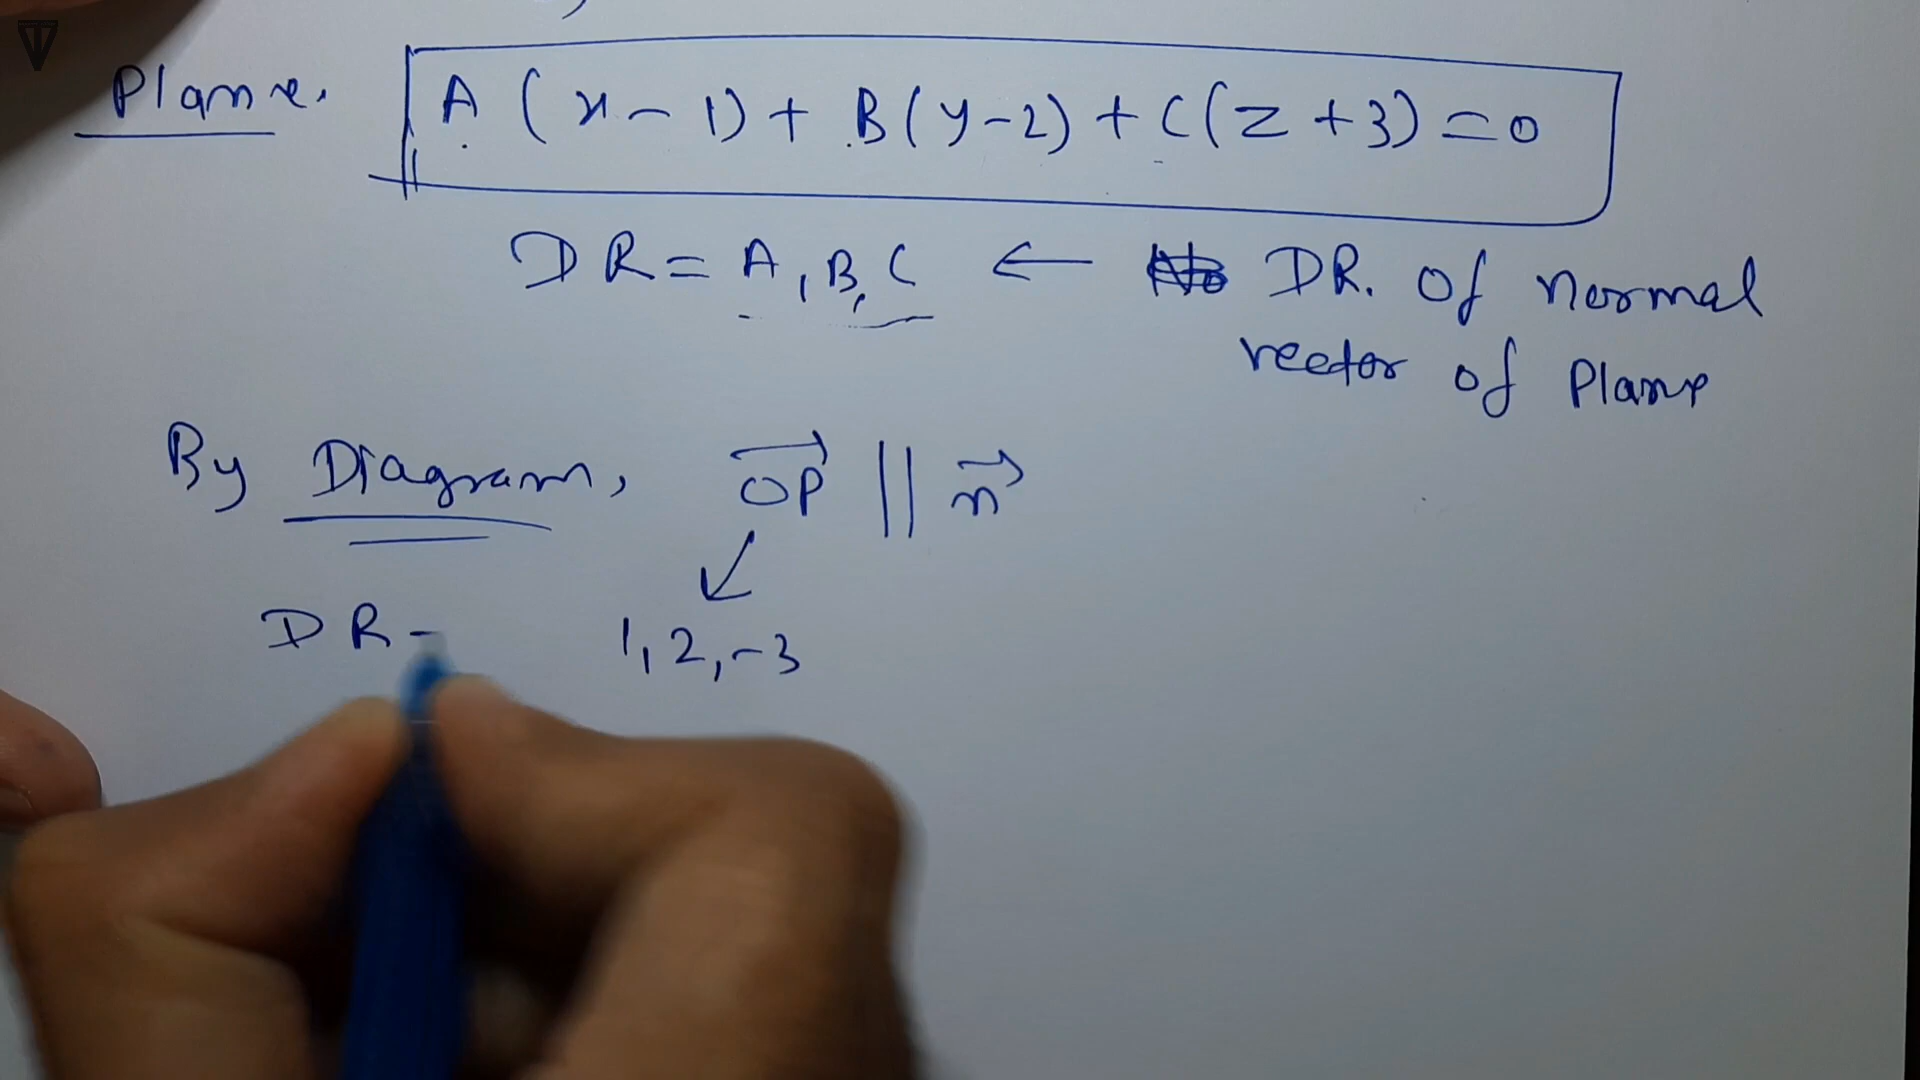 Plane, A (x-1) + B(y-2) + C(z+3) = 0
DR = A, B, C ← DR. of normal
vector of Plane
By Diagram, OP || n
DR = 1, 2, -3